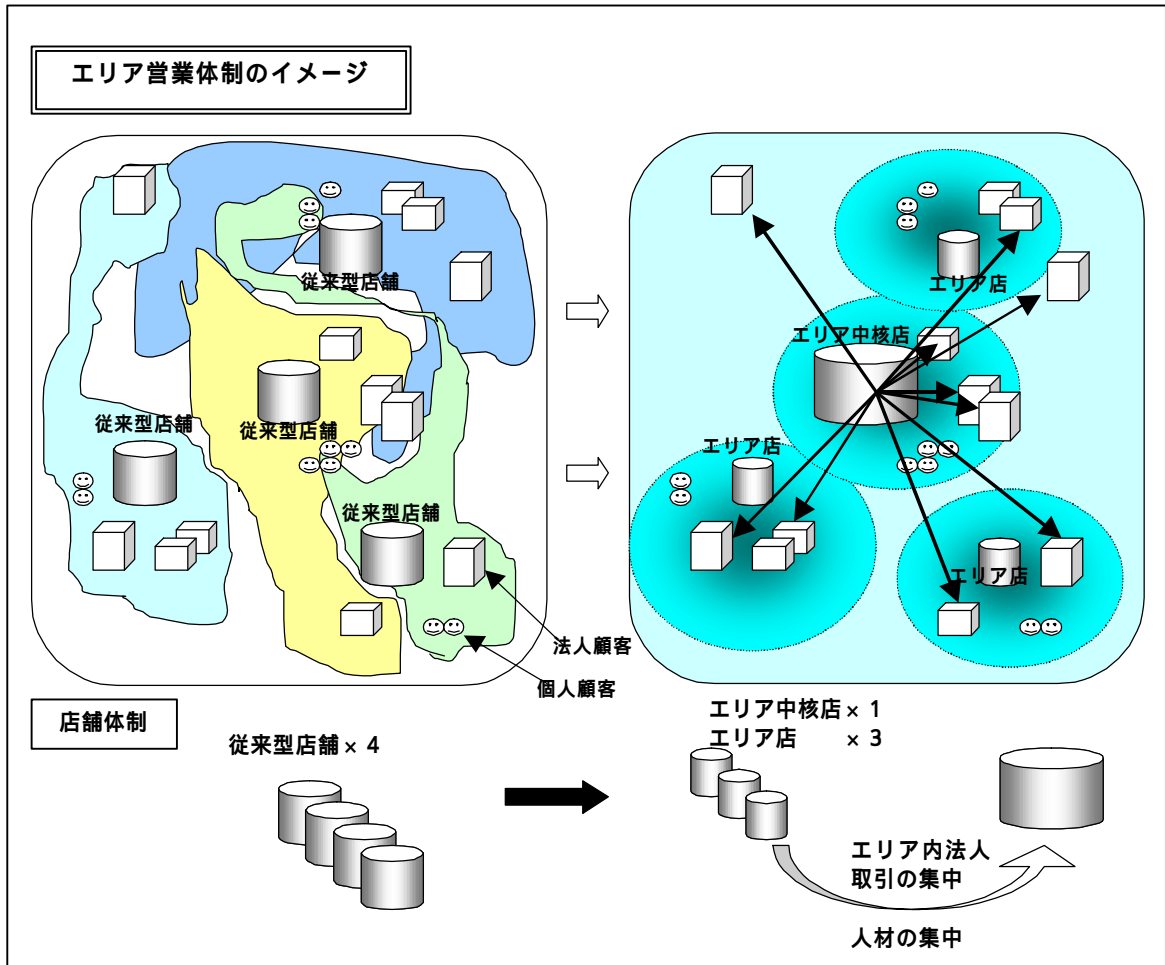 エリア営業体制のイメージ
従来型店舗
従来型店舗
従来型店舗
従来型店舗
法人顧客
個人顧客
エリア店
エリア中核店
エリア店
エリア店
店舗体制
従来型店舗 × 4
エリア中核店 × 1
エリア店 × 3
エリア内法人
取引の集中
人材の集中